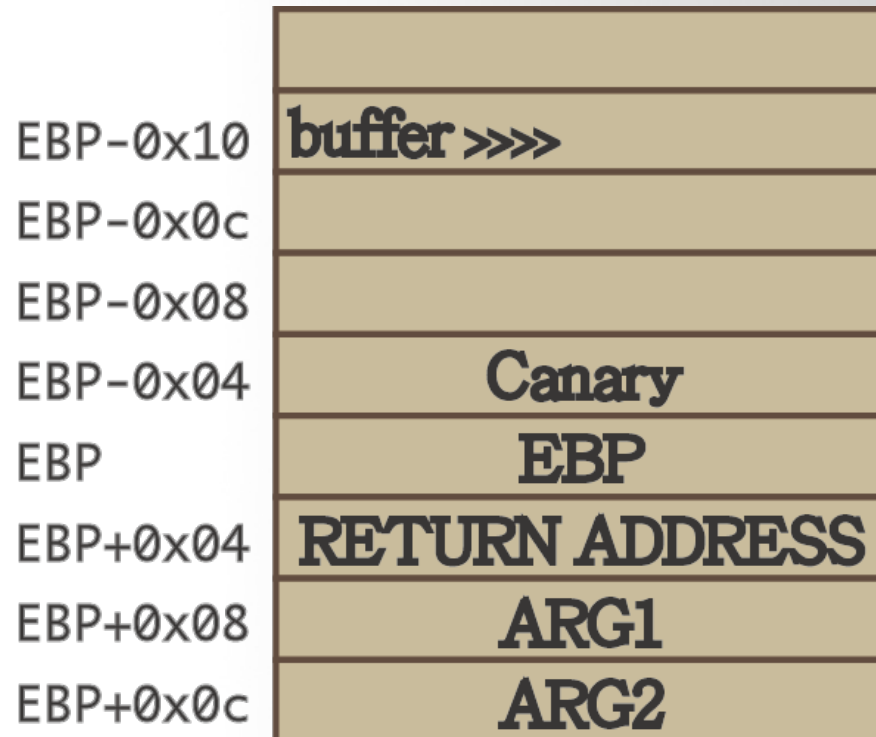 EBP-0x10 buffer >>>>
EBP-0x0c
EBP-0x08
EBP-0x04 Canary
EBP EBP
EBP+0x04 RETURN ADDRESS
EBP+0x08 ARG1
EBP+0x0c ARG2